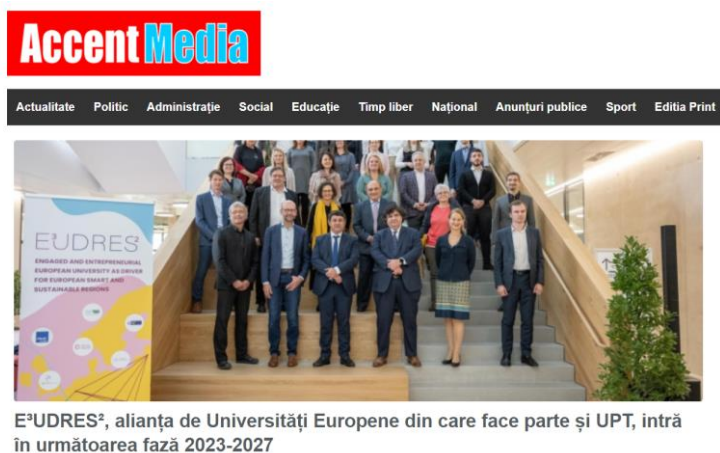 Accent Media
Actualitate Politic Administrație Social Educație Timp liber Național Anunțuri publice Sport Editia Print
E³UDRES²
ENGAGED AND ENTREPRENEURIAL
EUROPEAN UNIVERSITY AS DRIVER
FOR EUROPEAN SMART AND
SUSTAINABLE REGIONS
E³UDRES², alianța de Universități Europene din care face parte și UPT, intră
în următoarea fază 2023-2027